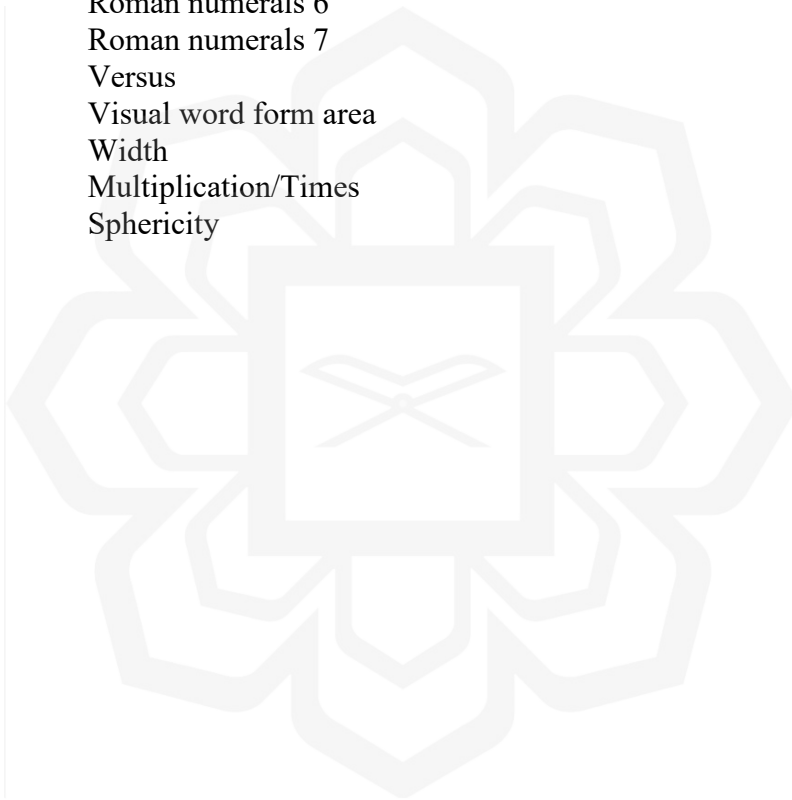 Roman numerals 6
Roman numerals 7
Versus
Visual word form area
Width
Multiplication/Times
Sphericity